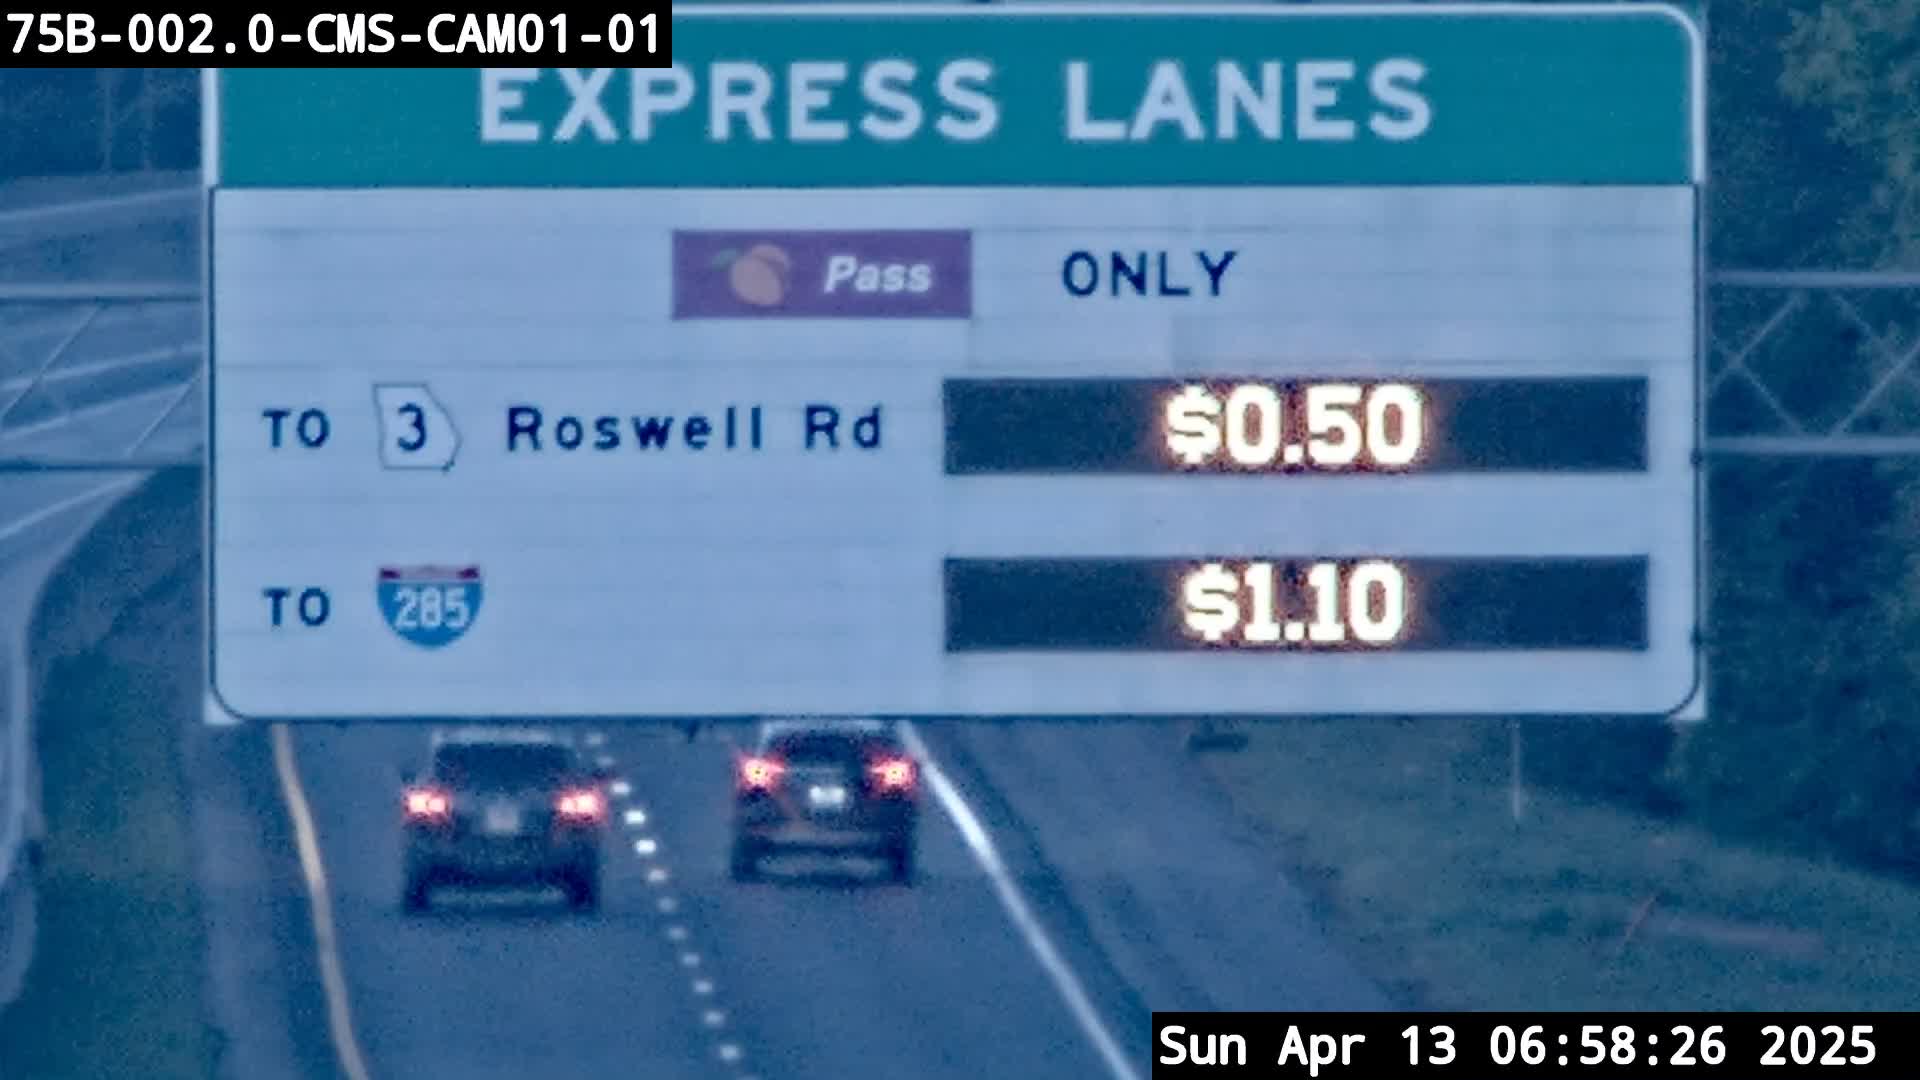 75B-002.0-CMS-CAM01-01
EXPRESS LANES
Pass ONLY
TO 3 Roswell Rd $0.50
TO 285 $1.10
Sun Apr 13 06:58:26 2025